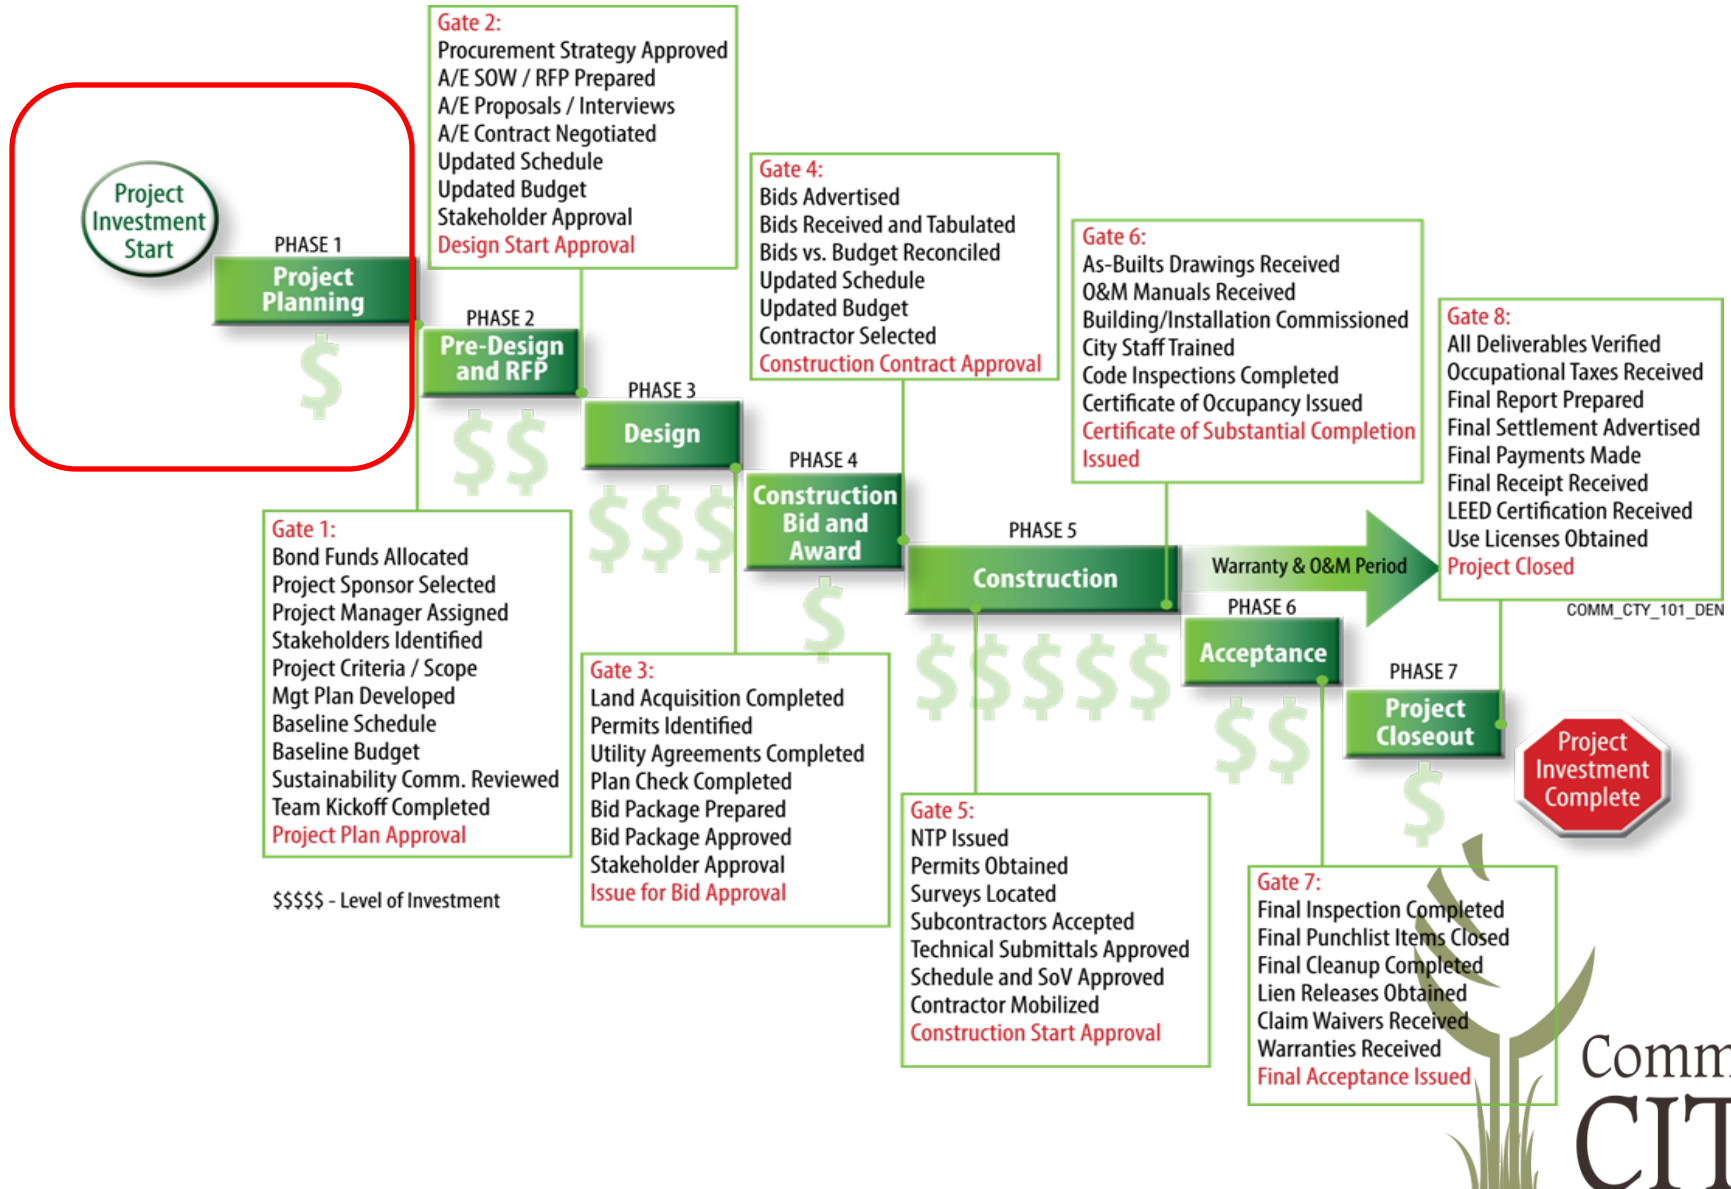 Project
Investment
Start
PHASE 1
Project
Planning
Gate 1:
Bond Funds Allocated
Project Sponsor Selected
Project Manager Assigned
Stakeholders Identified
Project Criteria / Scope
Mgt Plan Developed
Baseline Schedule
Baseline Budget
Sustainability Comm. Reviewed
Team Kickoff Completed
Project Plan Approval
$
PHASE 2
Pre-Design
and RFP
Gate 2:
Procurement Strategy Approved
A/E SOW / RFP Prepared
A/E Proposals / Interviews
A/E Contract Negotiated
Updated Schedule
Updated Budget
Stakeholder Approval
Design Start Approval
$$
PHASE 3
Design
$$$
Gate 3:
Land Acquisition Completed
Permits Identified
Utility Agreements Completed
Plan Check Completed
Bid Package Prepared
Bid Package Approved
Stakeholder Approval
Issue for Bid Approval
PHASE 4
Construction
Bid and
Award
$
Gate 4:
Bids Advertised
Bids Received and Tabulated
Bids vs. Budget Reconciled
Updated Schedule
Updated Budget
Contractor Selected
Construction Contract Approval
PHASE 5
Construction
$$$$$
Gate 5:
NTP Issued
Permits Obtained
Surveys Located
Subcontractors Accepted
Technical Submittals Approved
Schedule and SoV Approved
Contractor Mobilized
Construction Start Approval
Gate 6:
As-Builts Drawings Received
O&M Manuals Received
Building/Installation Commissioned
City Staff Trained
Code Inspections Completed
Certificate of Occupancy Issued
Certificate of Substantial Completion
Issued
Warranty & O&M Period
PHASE 6
Acceptance
$$
Gate 7:
Final Inspection Completed
Final Punchlist Items Closed
Final Cleanup Completed
Lien Releases Obtained
Claim Waivers Received
Warranties Received
Final Acceptance Issued
PHASE 7
Project
Closeout
$
Gate 8:
All Deliverables Verified
Occupational Taxes Received
Final Report Prepared
Final Settlement Advertised
Final Payments Made
Final Receipt Received
LEED Certification Received
Use Licenses Obtained
Project Closed
COMM_CTY_101_DEN
Project
Investment
Complete
$$$$$ - Level of Investment
Comm
CIT